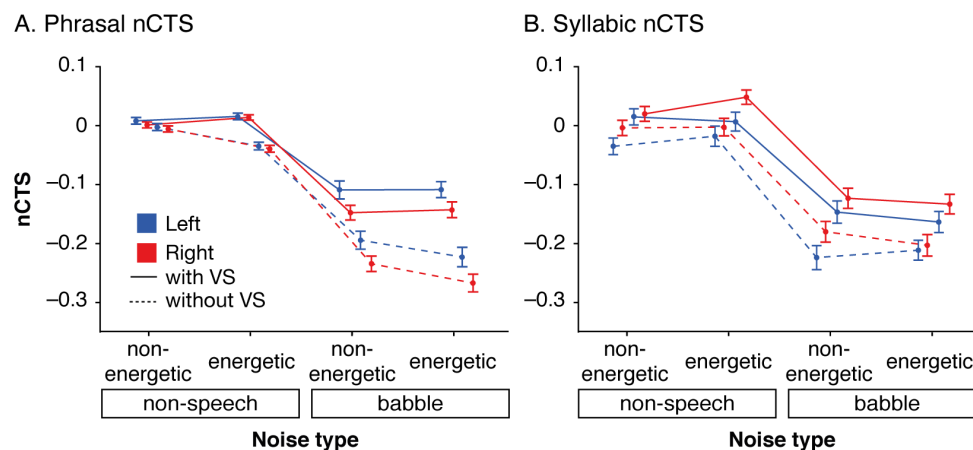 A. Phrasal nCTS
nCTS
0.1
0
−0.1
−0.2
−0.3
Left
Right
with VS
without VS
non-
energetic
energetic
non-
energetic
energetic
non-speech
babble
Noise type
B. Syllabic nCTS
0.1
0
−0.1
−0.2
−0.3
non-
energetic
energetic
non-
energetic
energetic
non-speech
babble
Noise type